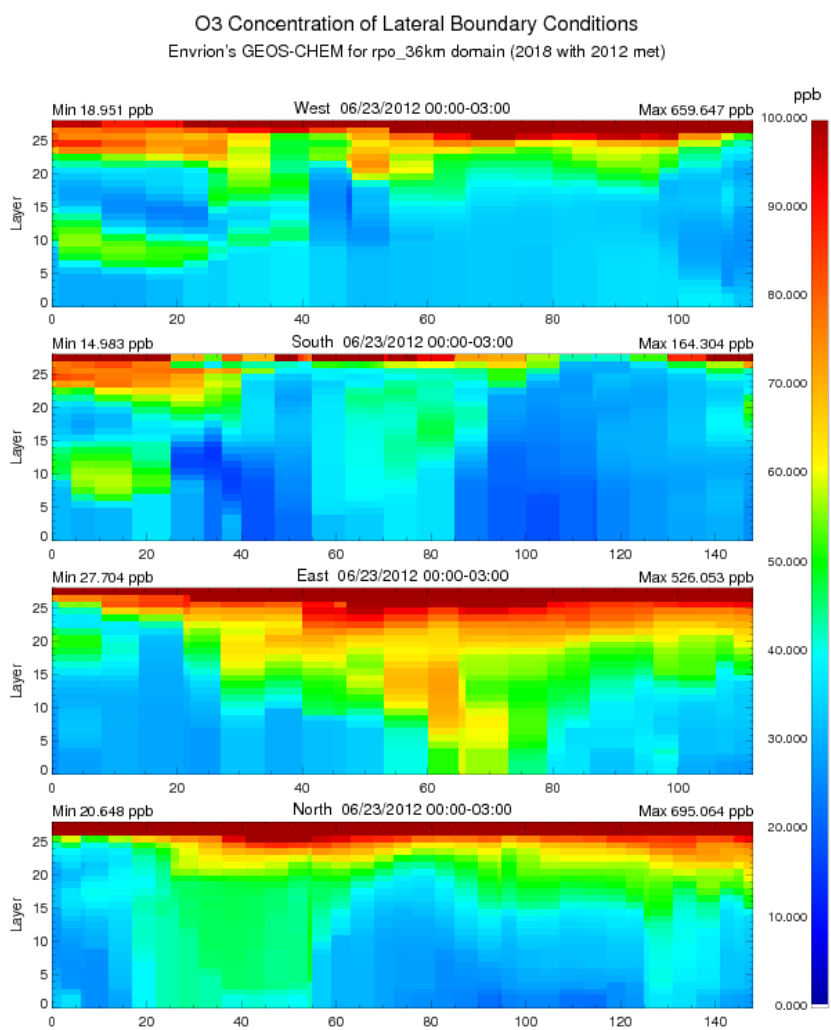 O3 Concentration of Lateral Boundary Conditions
Envrion's GEOS-CHEM for rpo_36km domain (2018 with 2012 met)
ppb
Min 18.951 ppb West 06/23/2012 00:00-03:00 Max 659.647 ppb
Layer
25
20
15
10
5
0
0 20 40 60 80 100
Min 14.983 ppb South 06/23/2012 00:00-03:00 Max 164.304 ppb
Layer
25
20
15
10
5
0
0 20 40 60 80 100 120 140
Min 27.704 ppb East 06/23/2012 00:00-03:00 Max 526.053 ppb
Layer
25
20
15
10
5
0
0 20 40 60 80 100
Min 20.648 ppb North 06/23/2012 00:00-03:00 Max 695.064 ppb
Layer
25
20
15
10
5
0
0 20 40 60 80 100 120 140
100.000
90.000
80.000
70.000
60.000
50.000
40.000
30.000
20.000
10.000
0.000